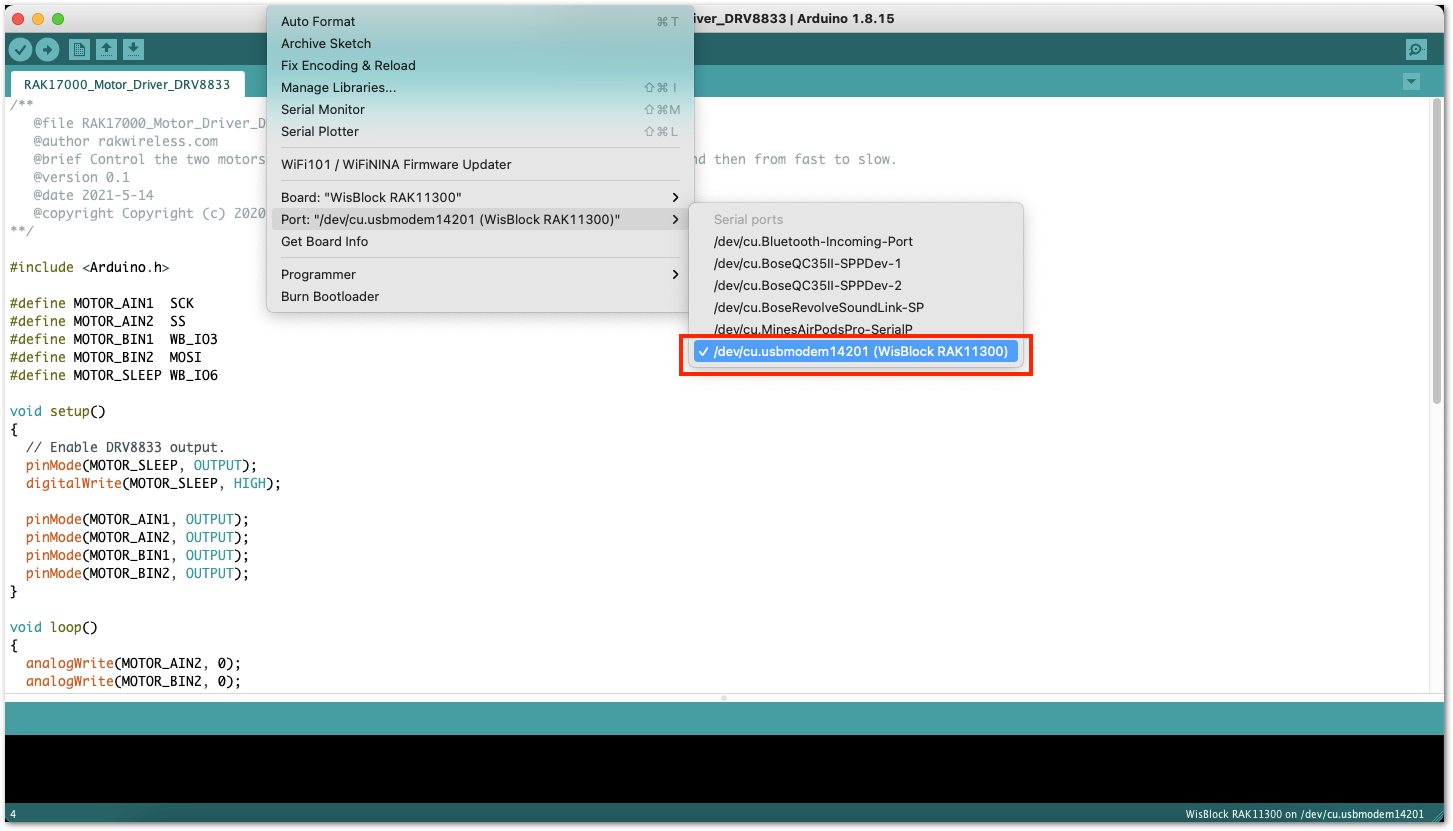 iver_DRV8833 | Arduino 1.8.15
RAK17000_Motor_Driver_DRV8833
Auto Format ⌘T
Archive Sketch
Fix Encoding & Reload
Manage Libraries... ⇧⌘I
Serial Monitor ⇧⌘M
Serial Plotter ⇧⌘L
WiFi101 / WiFiNINA Firmware Updater
Board: "WisBlock RAK11300"
Port: "/dev/cu.usbmodem14201 (WisBlock RAK11300)"
Get Board Info
Programmer
Burn Bootloader
Serial ports
/dev/cu.Bluetooth-Incoming-Port
/dev/cu.BoseQC35II-SPPDev-1
/dev/cu.BoseQC35II-SPPDev-2
/dev/cu.BoseRevolveSoundLink-SP
/dev/cu.MinesAirPodsPro-SerialP
✓ /dev/cu.usbmodem14201 (WisBlock RAK11300)
/**
@file RAK17000_Motor_Driver_D
@author rakwireless.com
@brief Control the two motors nd then from fast to slow.
@version 0.1
@date 2021-5-14
@copyright Copyright (c) 2020
**/
#include <Arduino.h>
#define MOTOR_AIN1 SCK
#define MOTOR_AIN2 SS
#define MOTOR_BIN1 WB_IO3
#define MOTOR_BIN2 MOSI
#define MOTOR_SLEEP WB_IO6
void setup()
{
// Enable DRV8833 output.
pinMode(MOTOR_SLEEP, OUTPUT);
digitalWrite(MOTOR_SLEEP, HIGH);
pinMode(MOTOR_AIN1, OUTPUT);
pinMode(MOTOR_AIN2, OUTPUT);
pinMode(MOTOR_BIN1, OUTPUT);
pinMode(MOTOR_BIN2, OUTPUT);
}
void loop()
{
analogWrite(MOTOR_AIN2, 0);
analogWrite(MOTOR_BIN2, 0);
4
WisBlock RAK11300 on /dev/cu.usbmodem14201